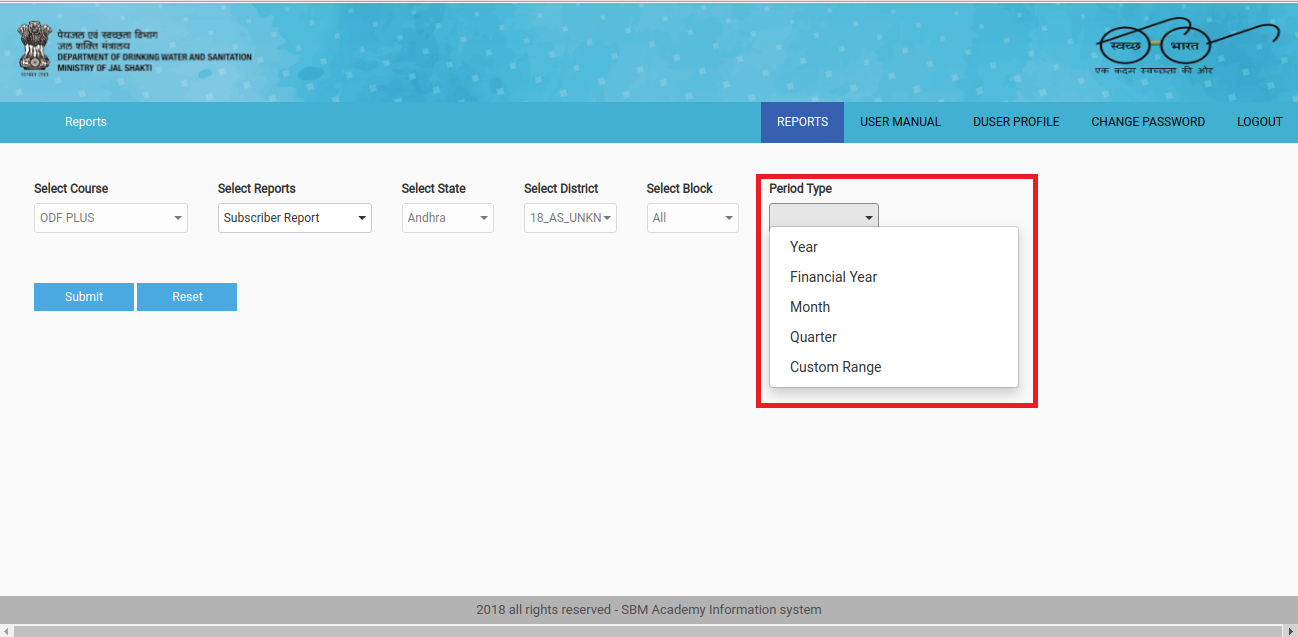 पेयजल एवं स्वच्छता विभाग
जल शक्ति मंत्रालय
DEPARTMENT OF DRINKING WATER AND SANITATION
MINISTRY OF JAL SHAKTI
स्वच्छ भारत
एक कदम स्वच्छता की ओर
Reports REPORTS USER MANUAL DUSER PROFILE CHANGE PASSWORD LOGOUT
Select Course Select Reports Select State Select District Select Block Period Type
ODF PLUS Subscriber Report Andhra 18_AS_UNKN All
Year
Financial Year
Month
Quarter
Custom Range
Submit Reset
2018 all rights reserved - SBM Academy Information system